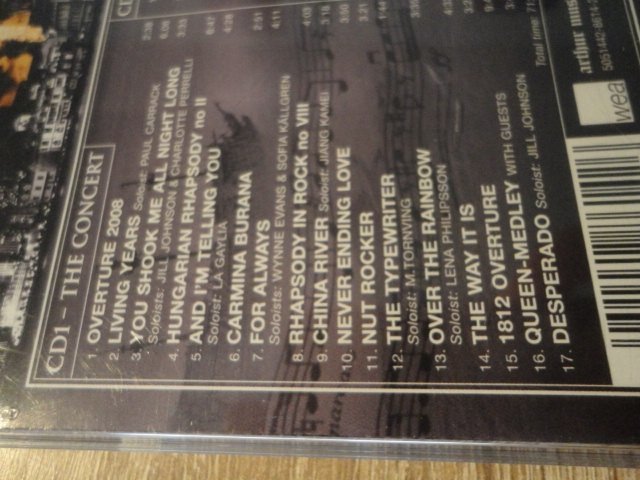 CD1 - THE CONCERT
1. OVERTURE 2008
2. LIVING YEARS Soloist: PAUL CARRACK
3. YOU SHOOK ME ALL NIGHT LONG
Soloists: JILL JOHNSON & CHARLOTTE PERRELLI
4. HUNGARIAN RHAPSODY no II
5. AND I'M TELLING YOU
Soloist: LA GAYLIA
6. CARMINA BURANA
7. FOR ALWAYS
Soloists: WYNNE EVANS & SOFIA KÄLLGREN
8. RHAPSODY IN ROCK no VIII
9. CHINA RIVER Soloist: JIANG KAMEI
10. NEVER ENDING LOVE
11. NUT ROCKER
12. THE TYPEWRITER
Soloist: M.TORNVING
13. OVER THE RAINBOW
Soloist: LENA PHILIPSSON
14. THE WAY IT IS
15. 1812 OVERTURE
16. QUEEN-MEDLEY WITH GUESTS
17. DESPERADO Soloist: JILL JOHNSON
Total time:
arthur
wea